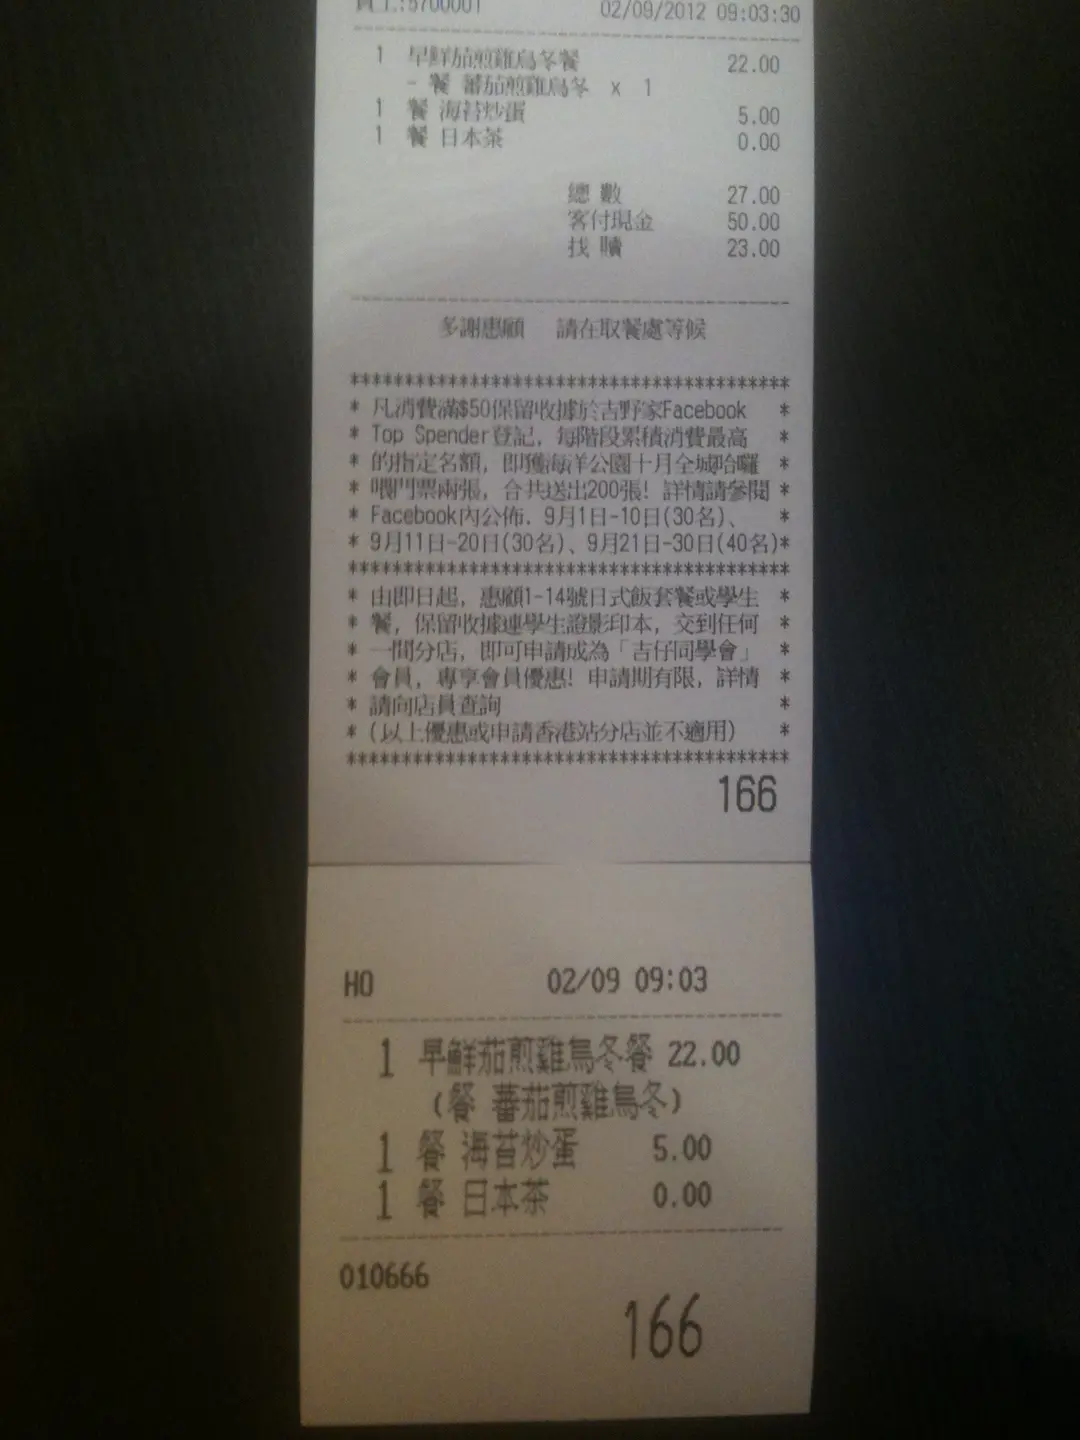 員工:5700001 02/09/2012 09:03:30
1 早鮮茄煎雞烏冬餐 22.00
- 餐 蕃茄煎雞烏冬 x 1
1 餐 海苔炒蛋 5.00
1 餐 日本茶 0.00
總 數 27.00
客付現金 50.00
找 贖 23.00
多謝惠顧 請在取餐處等候
****************************************
* 凡消費滿$50保留收據於吉野家Facebook *
* Top Spender登記, 每階段累積消費最高 *
* 的指定名額, 即獲海洋公園十月全城哈囉 *
* 喂門票兩張, 合共送出200張! 詳情請參閱 *
* Facebook內公佈. 9月1日-10日(30名)、 *
* 9月11日-20日(30名)、9月21日-30日(40名)*
****************************************
* 由即日起, 惠顧1-14號日式飯套餐或學生 *
* 餐, 保留收據連學生證影印本, 交到任何 *
* 一間分店, 即可申請成為「吉仔同學會」 *
* 會員, 專享會員優惠! 申請期有限, 詳情 *
* 請向店員查詢 *
* (以上優惠或申請香港站分店並不適用) *
****************************************
166
HO 02/09 09:03
1 早鮮茄煎雞烏冬餐 22.00
(餐 蕃茄煎雞烏冬)
1 餐 海苔炒蛋 5.00
1 餐 日本茶 0.00
010666
166